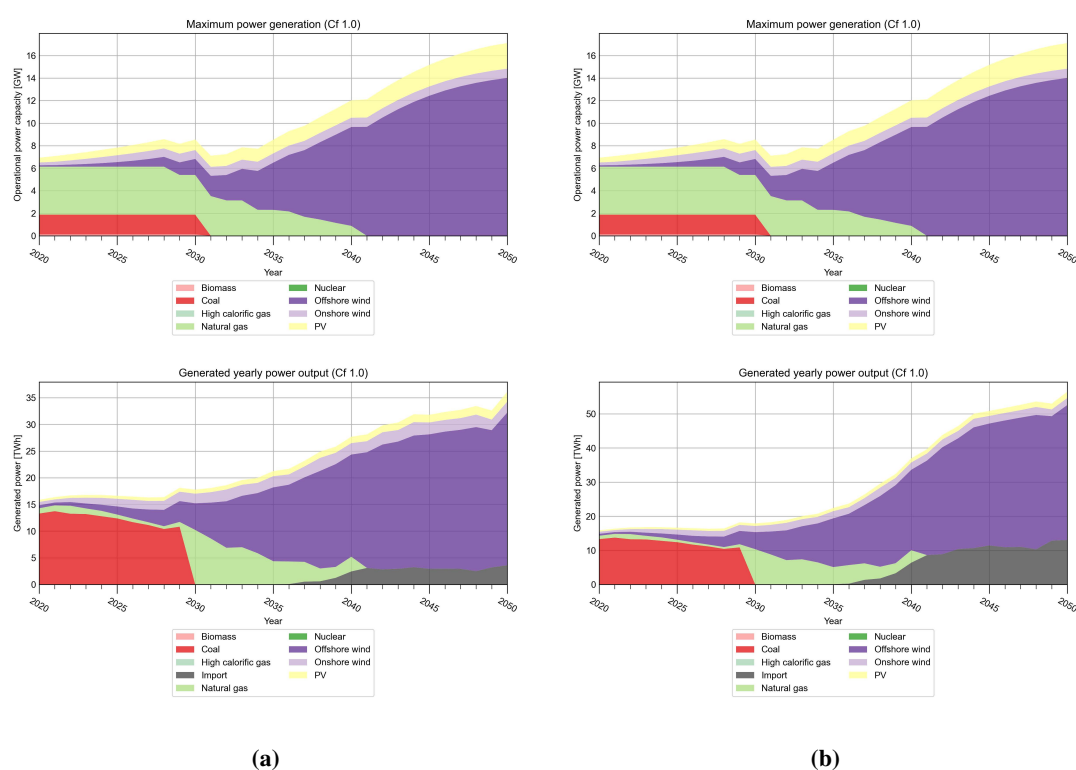 Maximum power generation (Cf 1.0)
Operational power capacity [GW]
16
14
12
10
8
6
4
2
0
2020
2025
2030
2035
2040
2045
2050
Year
Biomass
Coal
High calorific gas
Natural gas
Nuclear
Offshore wind
Onshore wind
PV
Generated yearly power output (Cf 1.0)
Generated power [TWh]
35
30
25
20
15
10
5
0
2020
2025
2030
2035
2040
2045
2050
Year
Biomass
Coal
High calorific gas
Import
Natural gas
Nuclear
Offshore wind
Onshore wind
PV
(a)
Maximum power generation (Cf 1.0)
Operational power capacity [GW]
16
14
12
10
8
6
4
2
0
2020
2025
2030
2035
2040
2045
2050
Year
Biomass
Coal
High calorific gas
Natural gas
Nuclear
Offshore wind
Onshore wind
PV
Generated yearly power output (Cf 1.0)
Generated power [TWh]
50
40
30
20
10
0
2020
2025
2030
2035
2040
2045
2050
Year
Biomass
Coal
High calorific gas
Import
Natural gas
Nuclear
Offshore wind
Onshore wind
PV
(b)